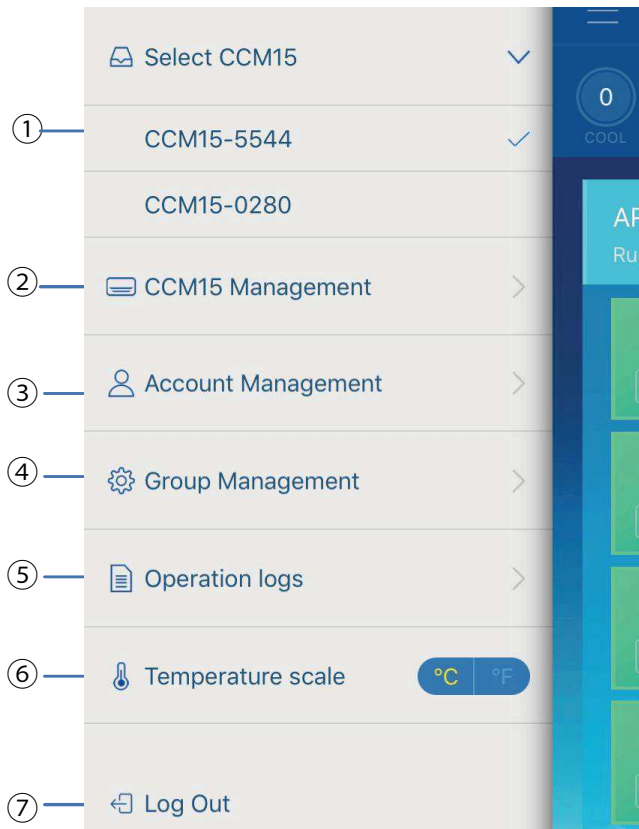 Select CCM15
0
COOL
① CCM15-5544
CCM15-0280
② CCM15 Management
③ Account Management
④ Group Management
⑤ Operation logs
⑥ Temperature scale °C °F
⑦ Log Out